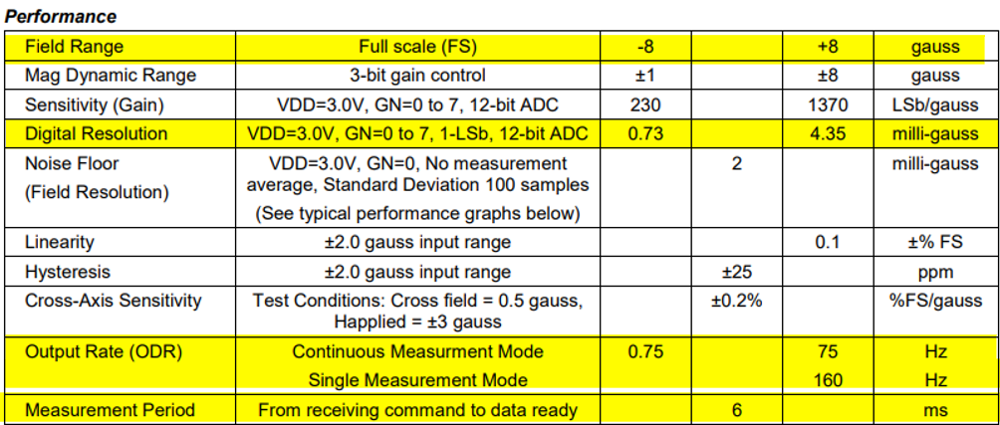 Performance
Field Range Full scale (FS) -8 +8 gauss
Mag Dynamic Range 3-bit gain control ±1 ±8 gauss
Sensitivity (Gain) VDD=3.0V, GN=0 to 7, 12-bit ADC 230 1370 LSb/gauss
Digital Resolution VDD=3.0V, GN=0 to 7, 1-LSb, 12-bit ADC 0.73 4.35 milli-gauss
Noise Floor VDD=3.0V, GN=0, No measurement 2 milli-gauss
(Field Resolution) average, Standard Deviation 100 samples
(See typical performance graphs below)
Linearity ±2.0 gauss input range 0.1 ±% FS
Hysteresis ±2.0 gauss input range ±25 ppm
Cross-Axis Sensitivity Test Conditions: Cross field = 0.5 gauss, ±0.2% %FS/gauss
Happlied = ±3 gauss
Output Rate (ODR) Continuous Measurment Mode 0.75 75 Hz
Single Measurement Mode 160 Hz
Measurement Period From receiving command to data ready 6 ms